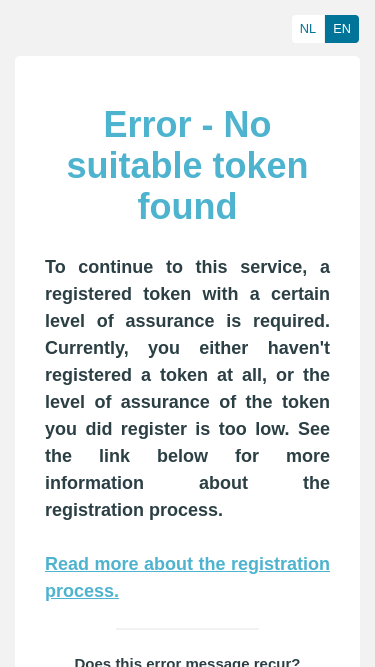 NL EN
Error - No
suitable token
found
To continue to this service, a
registered token with a certain
level of assurance is required.
Currently, you either haven't
registered a token at all, or the
level of assurance of the token
you did register is too low. See
the link below for more
information about the
registration process.
Read more about the registration
process.
Does this error message recur?